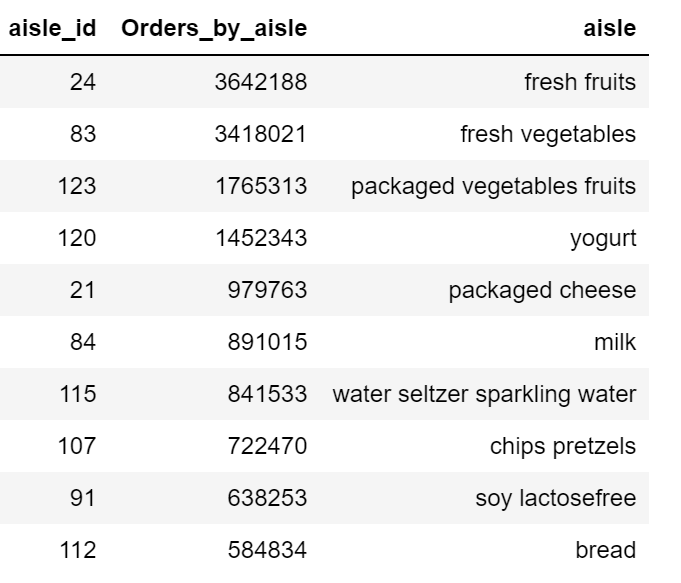 aisle_id Orders_by_aisle aisle
24 3642188 fresh fruits
83 3418021 fresh vegetables
123 1765313 packaged vegetables fruits
120 1452343 yogurt
21 979763 packaged cheese
84 891015 milk
115 841533 water seltzer sparkling water
107 722470 chips pretzels
91 638253 soy lactosefree
112 584834 bread